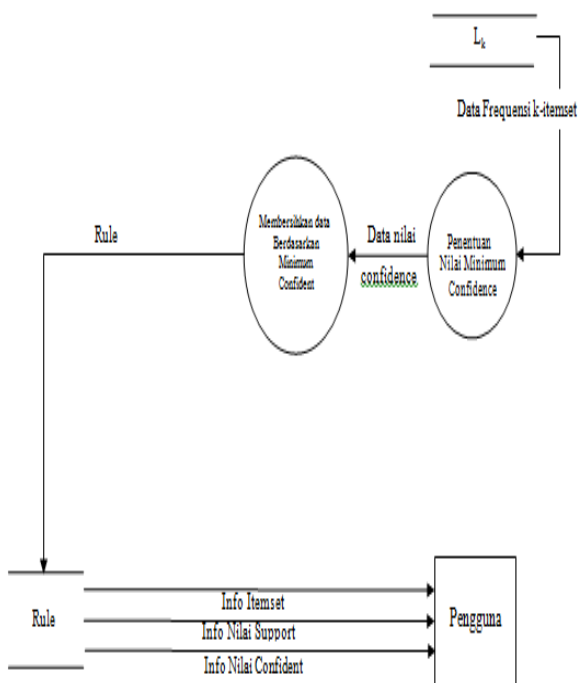 Lk
Data Frequensi k-itemset
Membersihkan data
Berdasarkan
Minimum
Confident
Rule
Data nilai
confidence
Penentuan
Nilai Minimum
Confidence
Rule
Info Itemset
Info Nilai Support
Info Nilai Confident
Pengguna